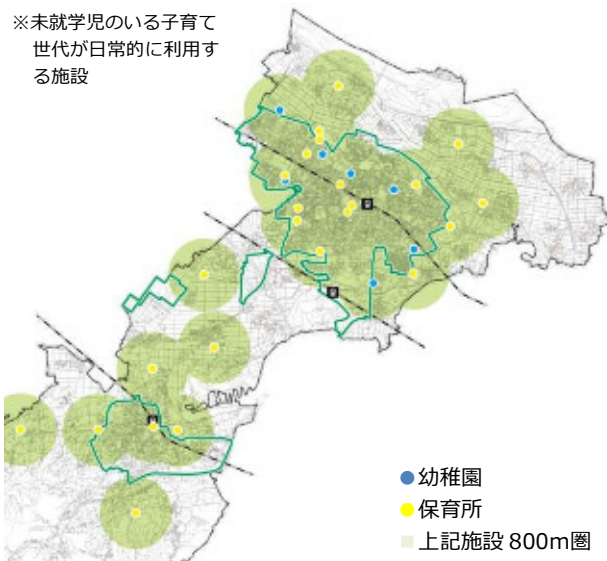 ※未就学児のいる子育て
世代が日常的に利用す
る施設
幼稚園
保育所
上記施設 800m圏